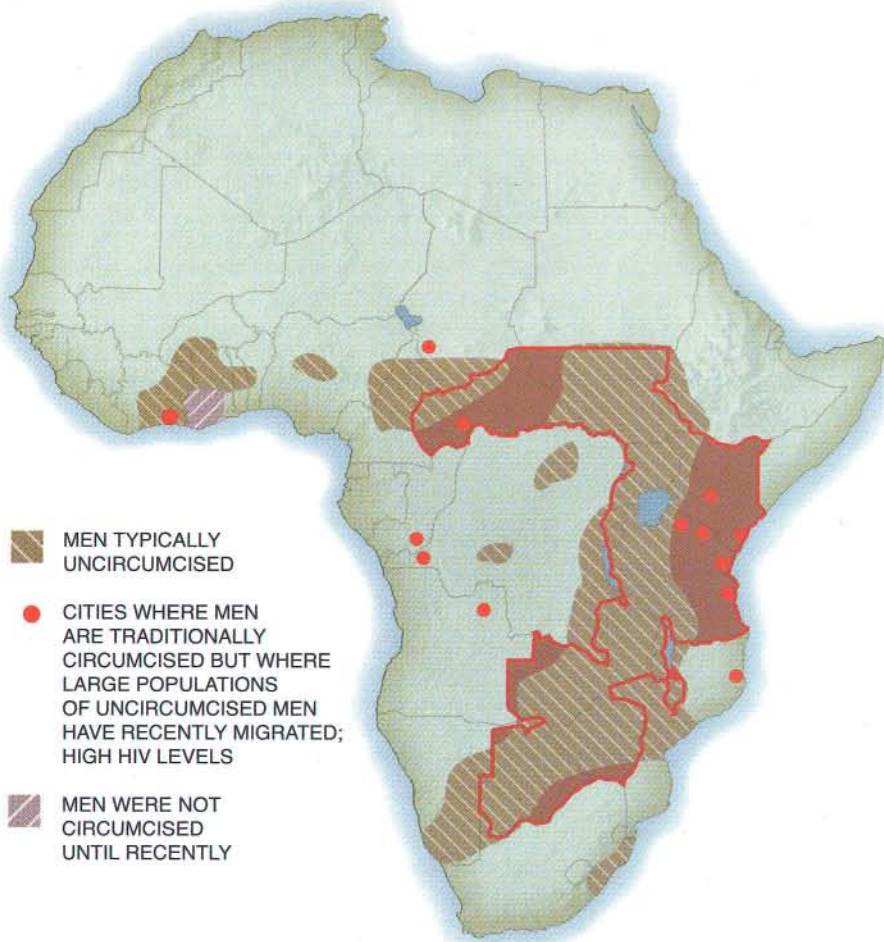 MEN TYPICALLY
UNCIRCUMCISED
CITIES WHERE MEN
ARE TRADITIONALLY
CIRCUMCISED BUT WHERE
LARGE POPULATIONS
OF UNCIRCUMCISED MEN
HAVE RECENTLY MIGRATED;
HIGH HIV LEVELS
MEN WERE NOT
CIRCUMCISED
UNTIL RECENTLY